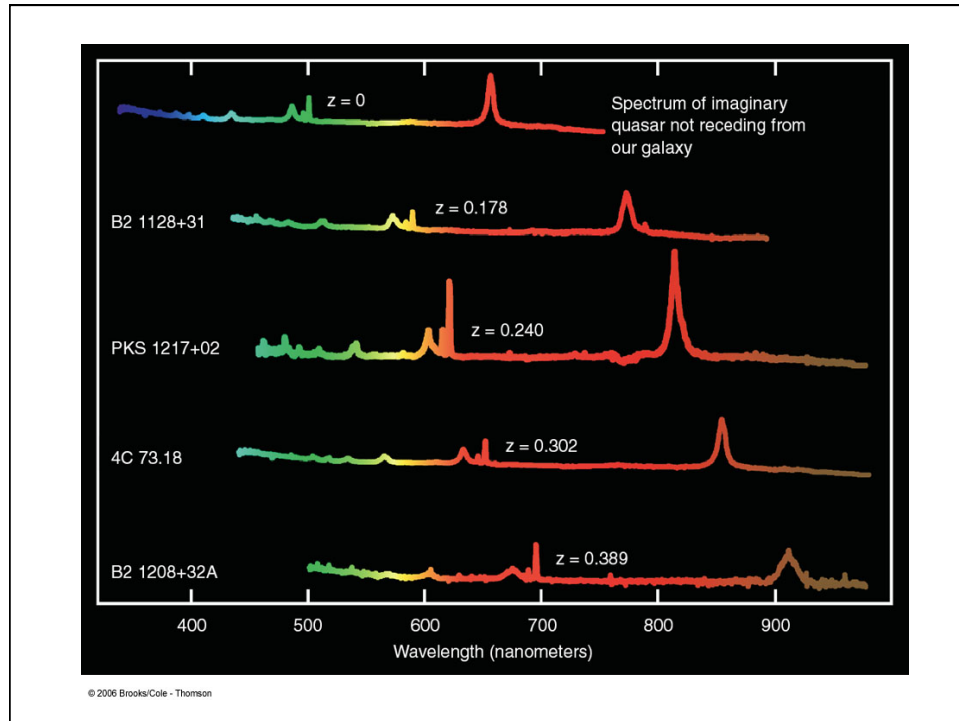 z = 0
Spectrum of imaginary
quasar not receding from
our galaxy
B2 1128+31
z = 0.178
PKS 1217+02
z = 0.240
4C 73.18
z = 0.302
B2 1208+32A
z = 0.389
400 500 600 700 800 900
Wavelength (nanometers)
© 2006 Brooks/Cole - Thomson